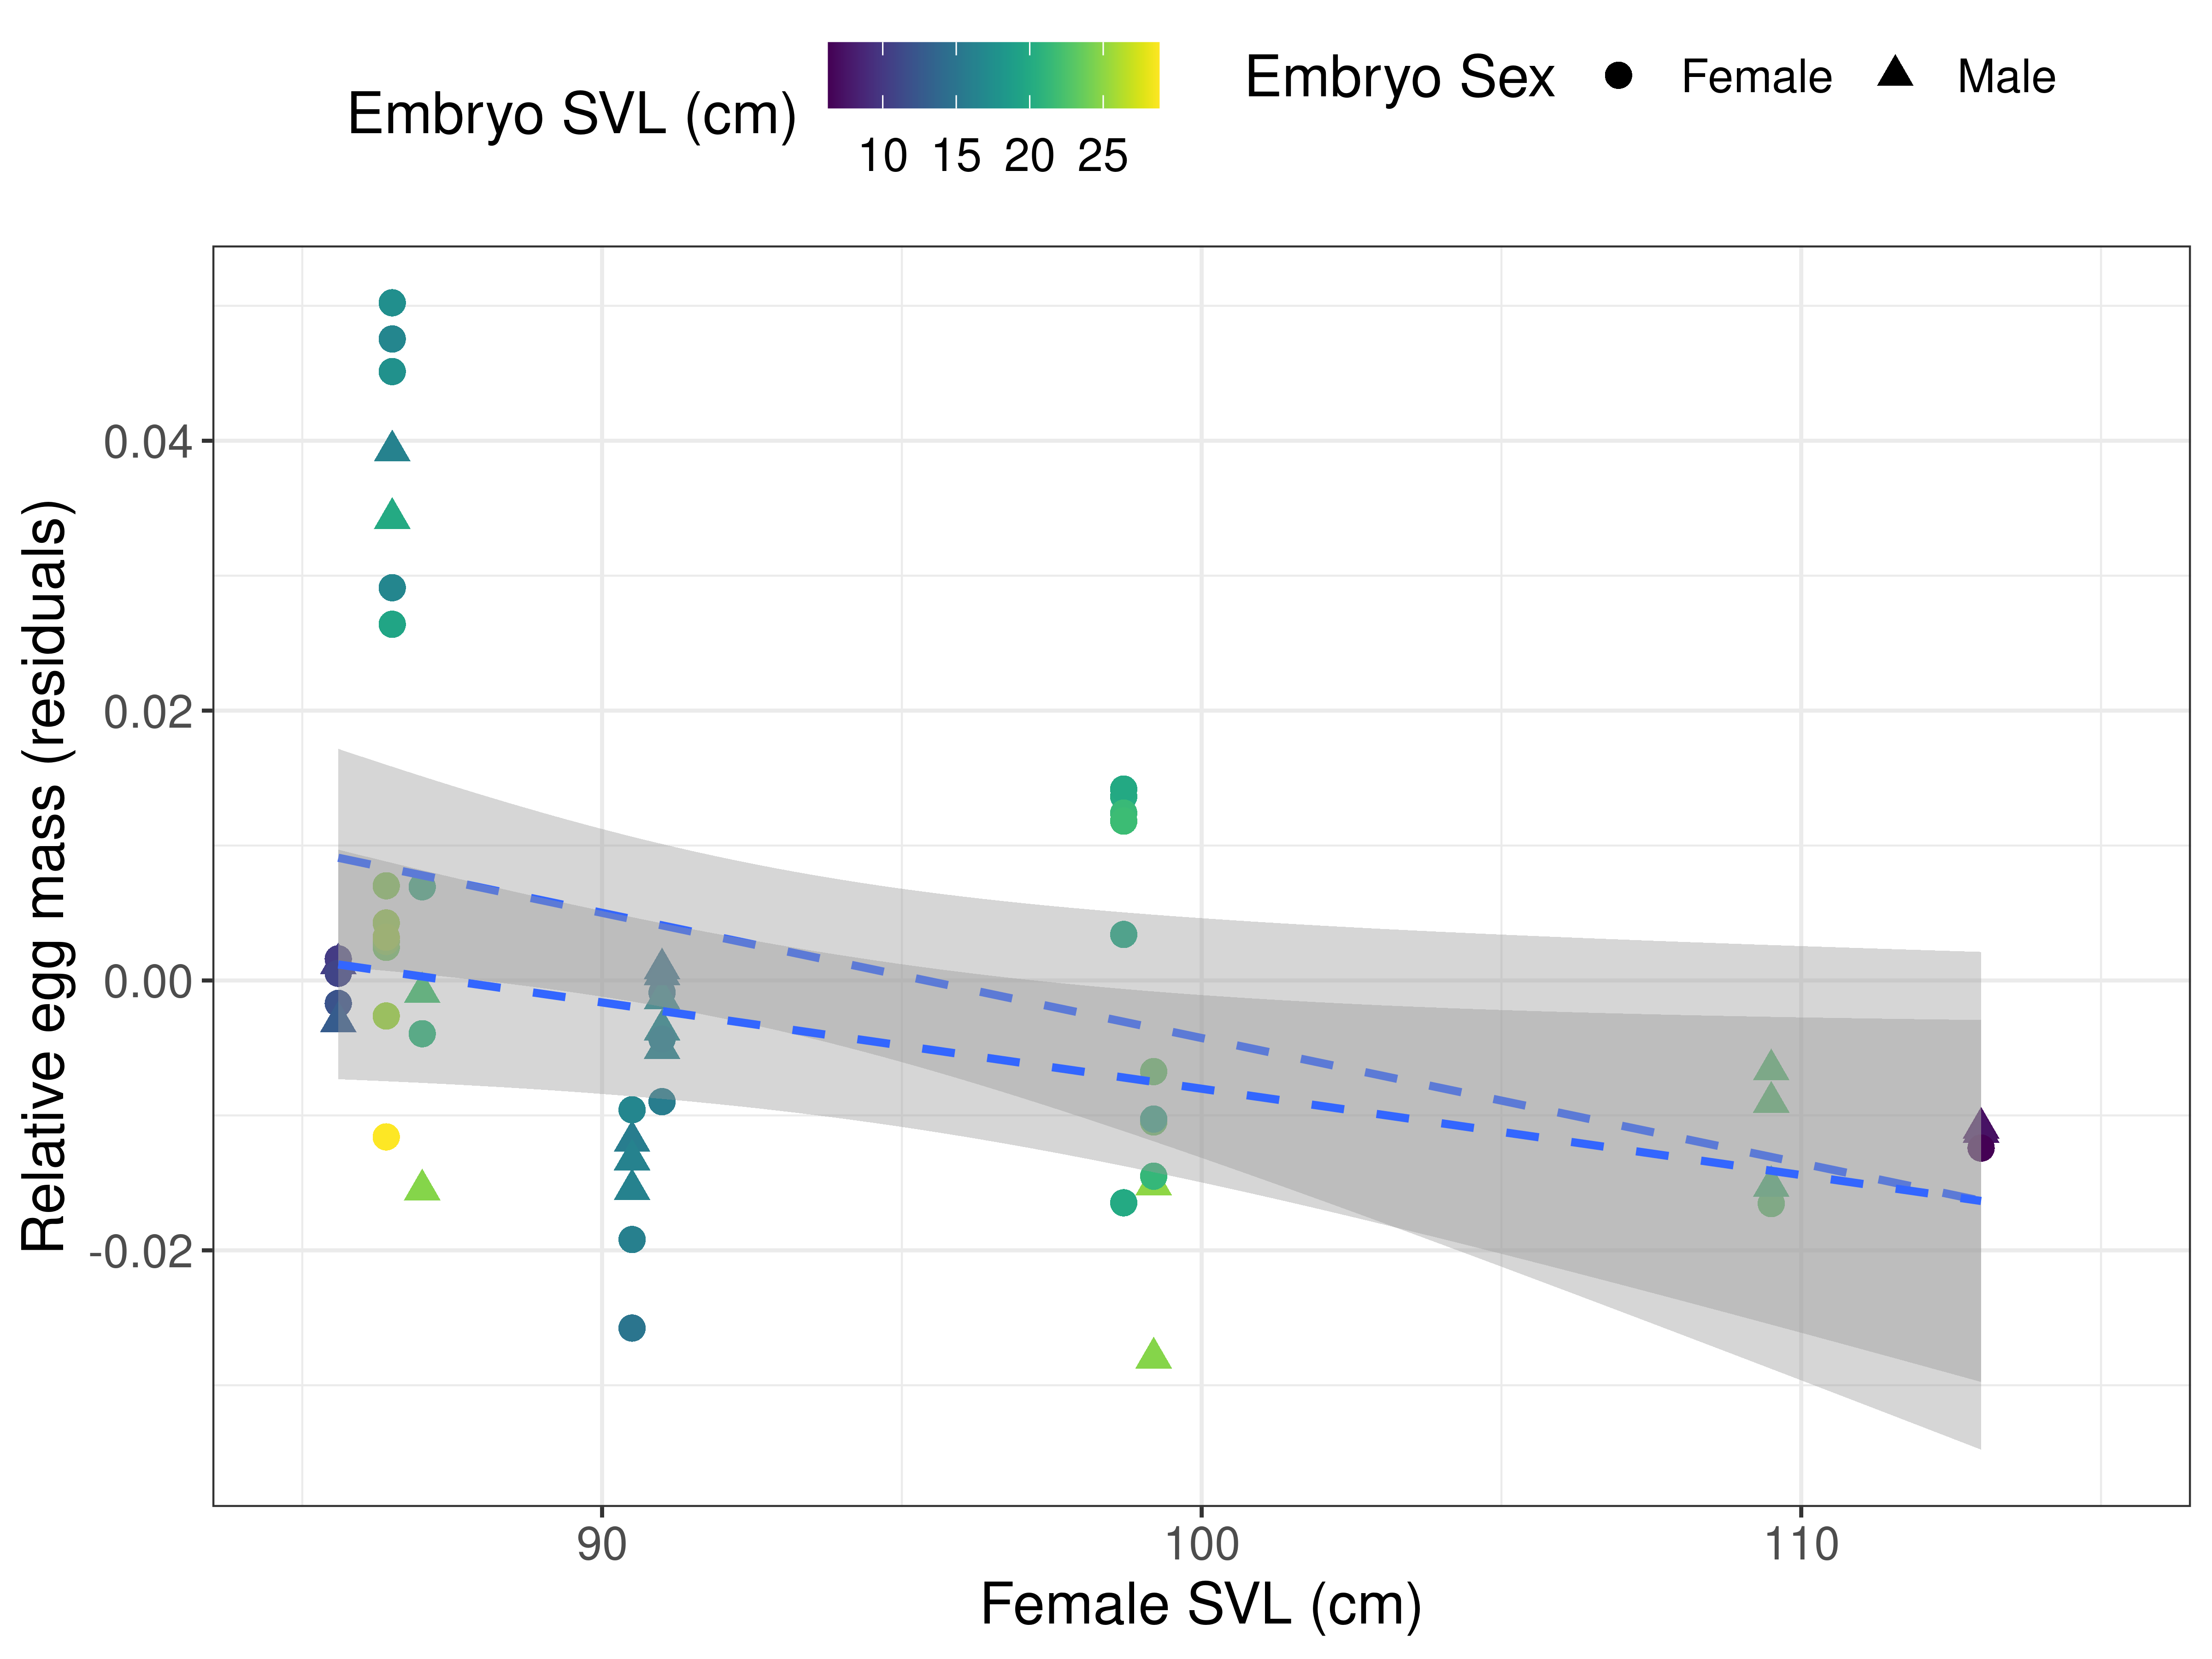 Embryo SVL (cm)
10 15 20 25
Embryo Sex
Female
Male
Relative egg mass (residuals)
0.04
0.02
0.00
-0.02
90 100 110
Female SVL (cm)